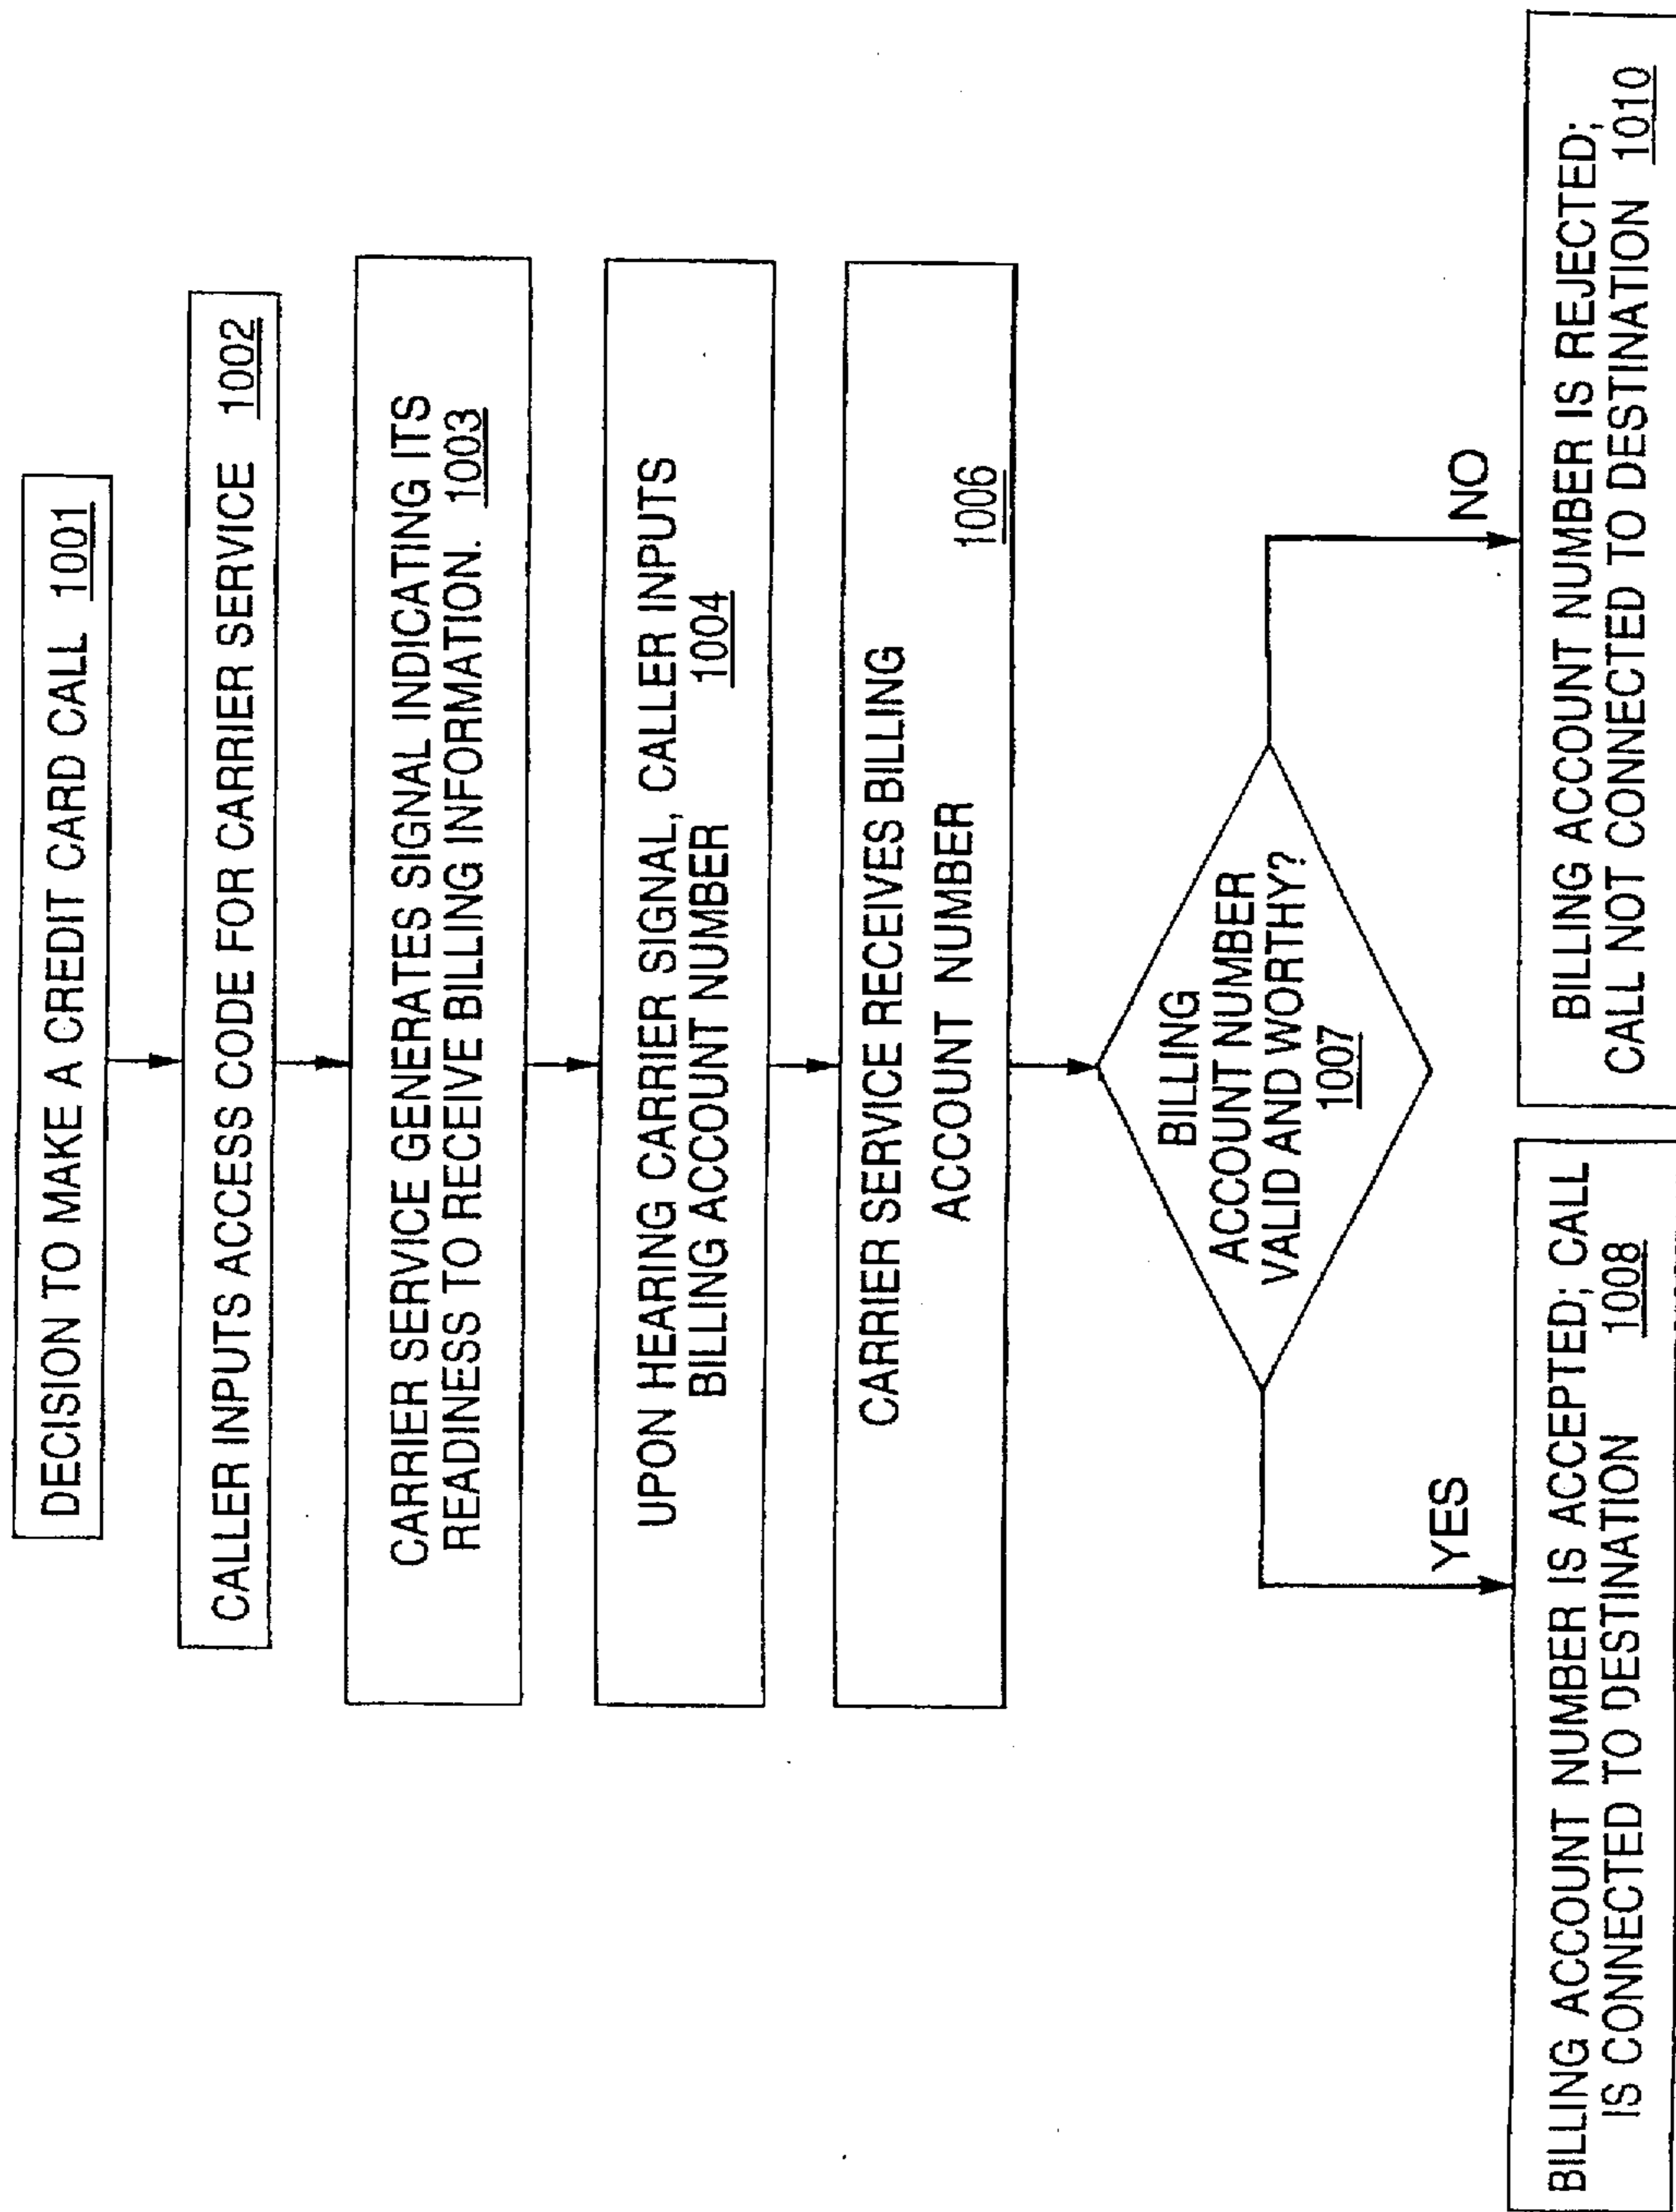 DECISION TO MAKE A CREDIT CARD CALL 1001
CALLER INPUTS ACCESS CODE FOR CARRIER SERVICE 1002
CARRIER SERVICE GENERATES SIGNAL INDICATING ITS
READINESS TO RECEIVE BILLING INFORMATION. 1003
UPON HEARING CARRIER SIGNAL, CALLER INPUTS
BILLING ACCOUNT NUMBER 1004
CARRIER SERVICE RECEIVES BILLING
ACCOUNT NUMBER 1006
BILLING
ACCOUNT NUMBER
VALID AND WORTHY?
1007
YES
NO
BILLING ACCOUNT NUMBER IS ACCEPTED; CALL
IS CONNECTED TO DESTINATION 1008
BILLING ACCOUNT NUMBER IS REJECTED;
CALL NOT CONNECTED TO DESTINATION 1010